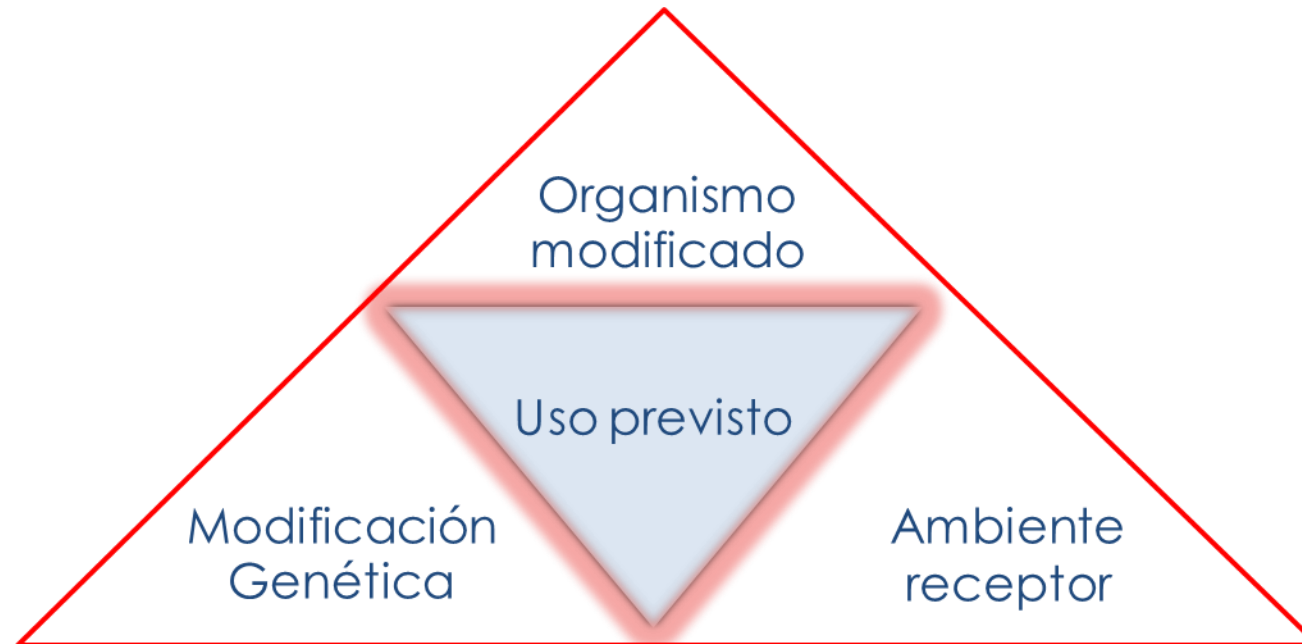 Organismo
modificado
Uso previsto
Modificación
Genética
Ambiente
receptor